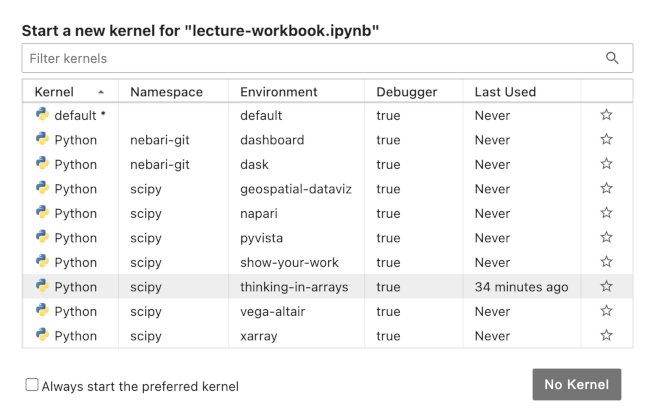 Start a new kernel for "lecture-workbook.ipynb"
Filter kernels
Kernel Namespace Environment Debugger Last Used
default * default true Never
Python nebari-git dashboard true Never
Python nebari-git dask true Never
Python scipy geospatial-dataviz true Never
Python scipy napari true Never
Python scipy pyvista true Never
Python scipy show-your-work true Never
Python scipy thinking-in-arrays true 34 minutes ago
Python scipy vega-altair true Never
Python scipy xarray true Never
Always start the preferred kernel
No Kernel